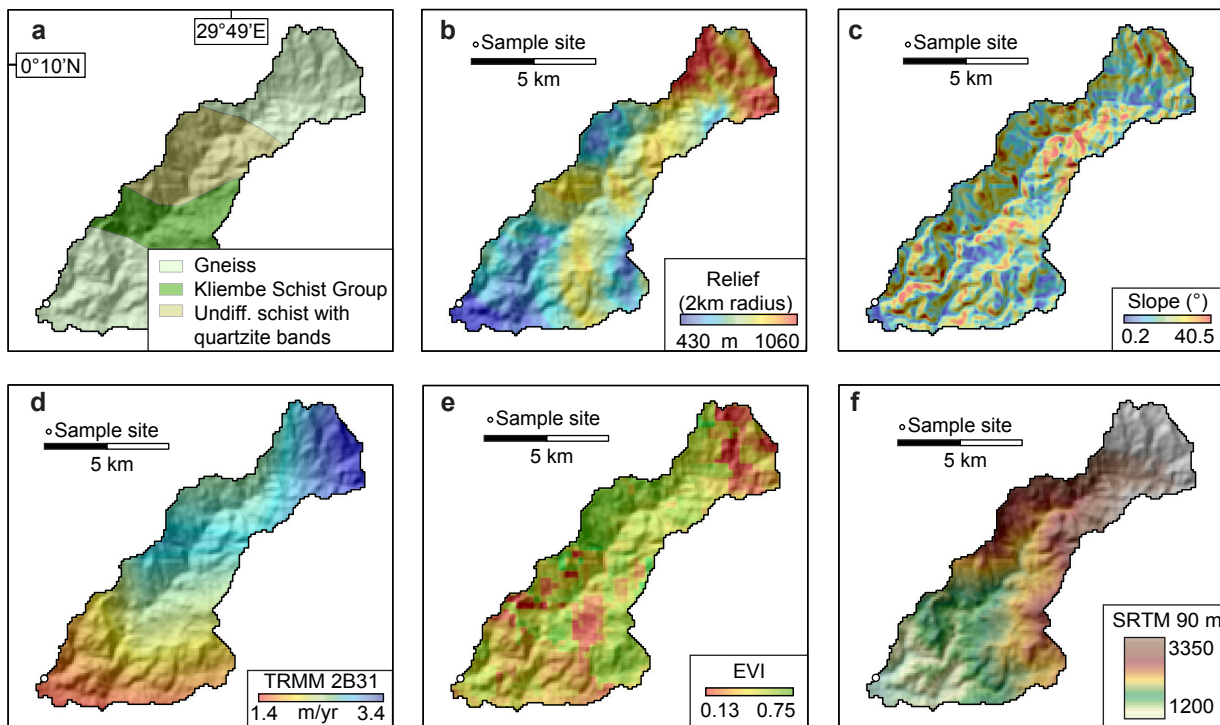 a
29°49'E
0°10'N
Gneiss
Kliembe Schist Group
Undiff. schist with
quartzite bands
b
Sample site
5 km
Relief
(2km radius)
430 m 1060
c
Sample site
5 km
Slope (°)
0.2 40.5
d
Sample site
5 km
TRMM 2B31
1.4 m/yr 3.4
e
Sample site
5 km
EVI
0.13 0.75
f
Sample site
5 km
SRTM 90 m
3350
1200